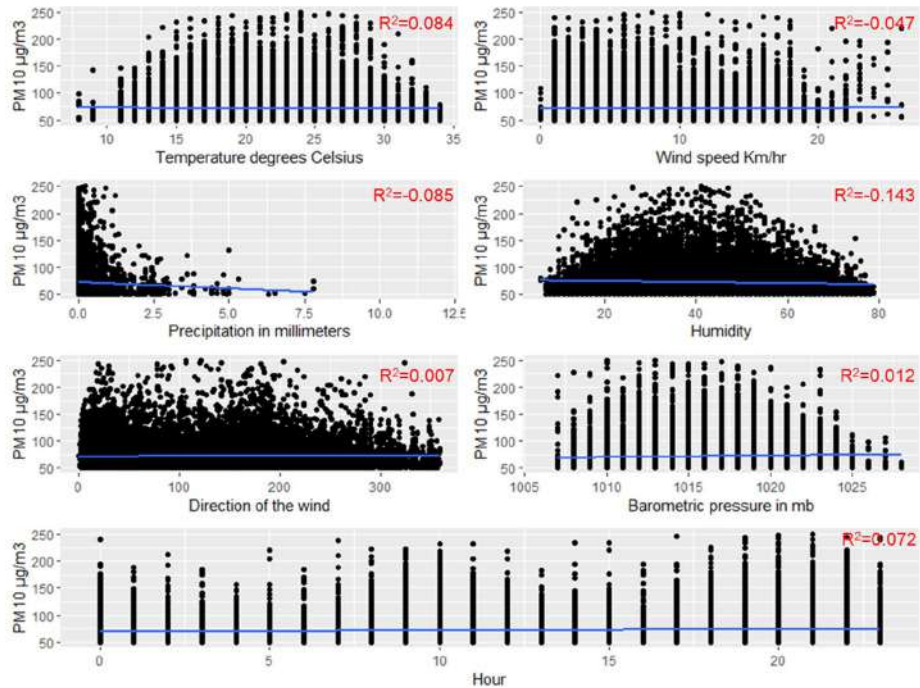 R²=0.084
PM10 µg/m3
250
200
150
100
50
10 15 20 25 30 35
Temperature degrees Celsius
R²=-0.047
PM10 µg/m3
250
200
150
100
50
0 10 20
Wind speed Km/hr
R²=-0.085
PM10 µg/m3
250
200
150
100
50
0.0 2.5 5.0 7.5 10.0 12.5
Precipitation in millimeters
R²=-0.143
PM10 µg/m3
250
200
150
100
50
20 40 60 80
Humidity
R²=0.007
PM10 µg/m3
250
200
150
100
50
0 100 200 300
Direction of the wind
R²=0.012
PM10 µg/m3
250
200
150
100
50
1005 1010 1015 1020 1025
Barometric pressure in mb
R²=0.072
PM10 µg/m3
250
200
150
100
50
0 5 10 15 20
Hour